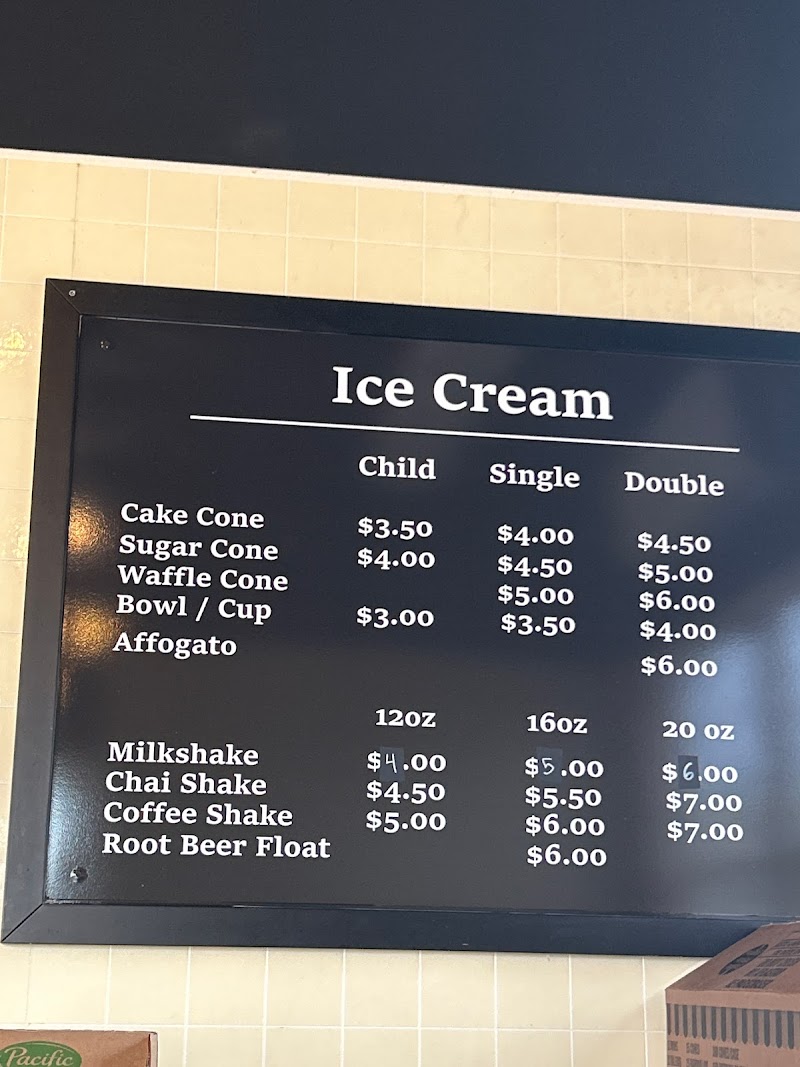 Ice Cream
Child Single Double
Cake Cone $3.50 $4.00 $4.50
Sugar Cone $4.00 $4.50 $5.00
Waffle Cone $5.00 $6.00
Bowl / Cup $3.00 $3.50 $4.00
Affogato $6.00
12oz 16oz 20 oz
Milkshake $4.00 $5.00 $6.00
Chai Shake $4.50 $5.50 $7.00
Coffee Shake $5.00 $6.00 $7.00
Root Beer Float $6.00
Pacific